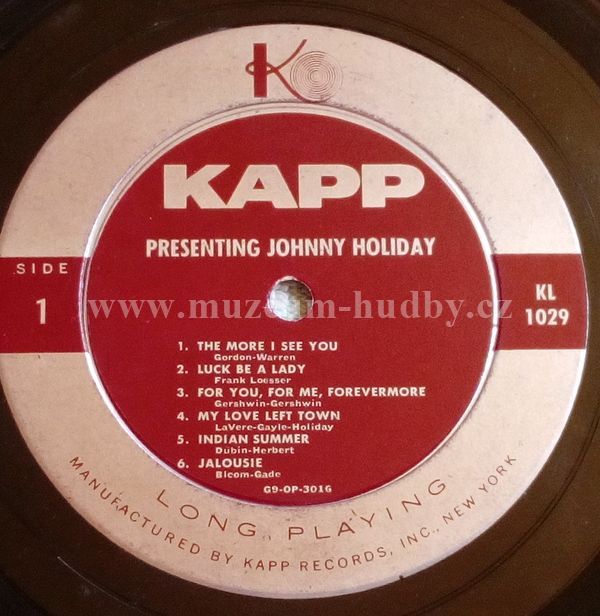 K
KAPP
PRESENTING JOHNNY HOLIDAY
SIDE
1
KL
1029
www.muzeum-hudby.cz
1. THE MORE I SEE YOU
Gordon-Warren
2. LUCK BE A LADY
Frank Loesser
3. FOR YOU, FOR ME, FOREVERMORE
Gershwin-Gershwin
4. MY LOVE LEFT TOWN
LaVere-Gayle-Holiday
5. INDIAN SUMMER
Dubin-Herbert
6. JALOUSIE
Bloom-Gade
G9-OP-3016
LONG PLAYING
MANUFACTURED BY KAPP RECORDS, INC., NEW YORK